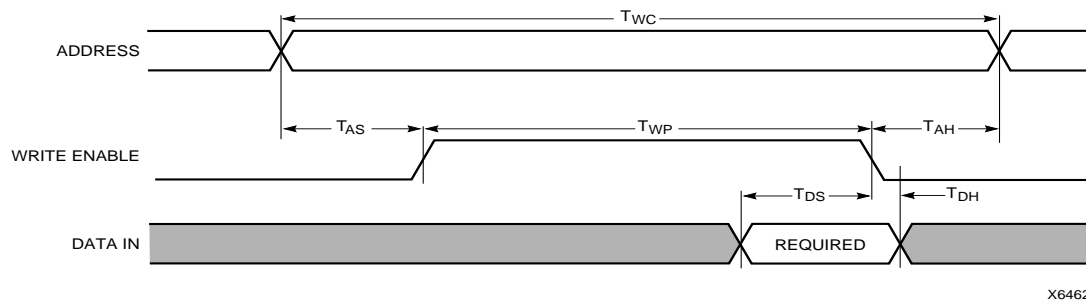 TWC
ADDRESS
TAS
TWP
TAH
WRITE ENABLE
TDS
TDH
DATA IN
REQUIRED
X6462